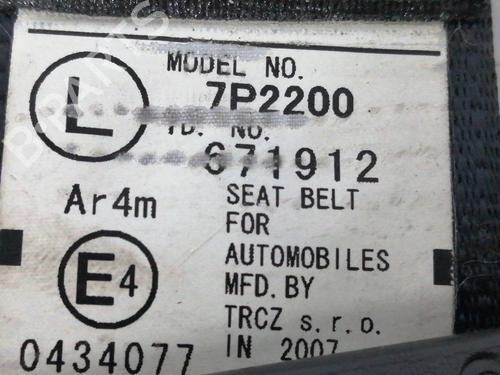 MODEL NO.
7P2200
L
ID. NO.
671912
Ar4m
SEAT BELT
FOR
AUTOMOBILES
E4
MFD. BY
TRCZ s.r.o.
0434077
IN 2007